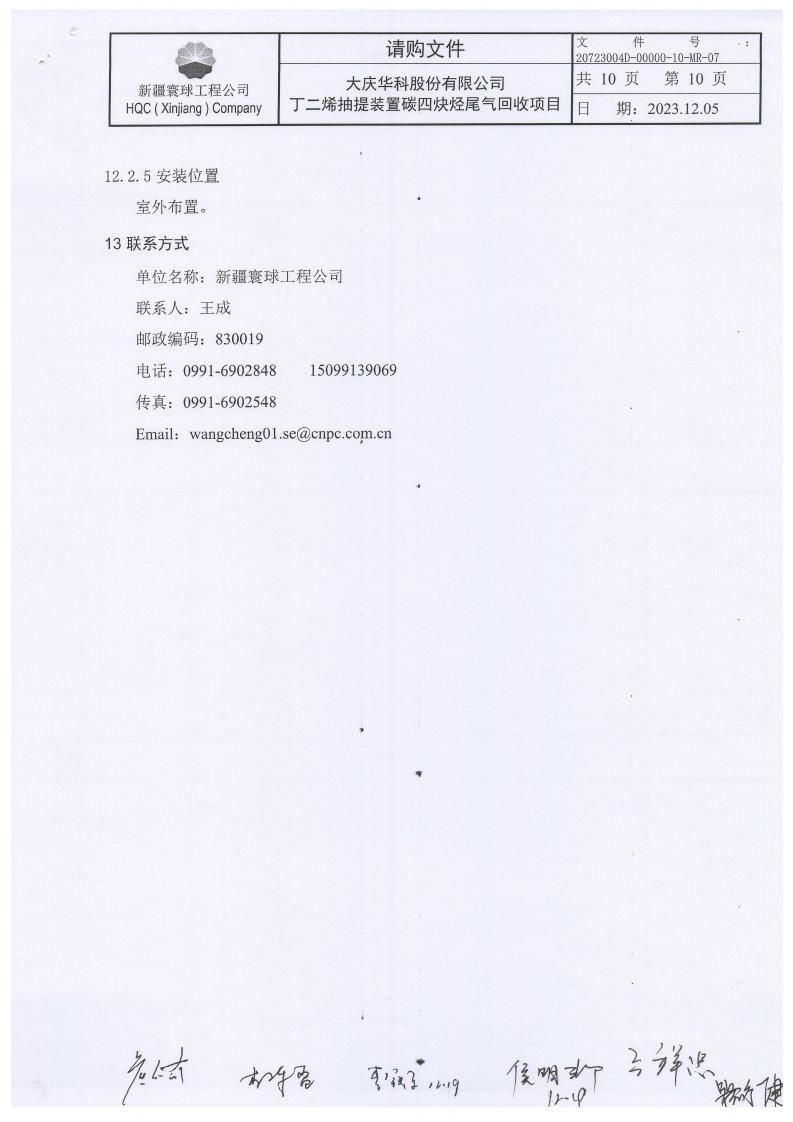 新疆寰球工程公司
HQC ( Xinjiang ) Company
请购文件
大庆华科股份有限公司
丁二烯抽提装置碳四炔烃尾气回收项目
文 件 号 :
20723004D-00000-10-MR-07
共 10 页 第 10 页
日 期：2023.12.05
12.2.5 安装位置
室外布置。
13 联系方式
单位名称：新疆寰球工程公司
联系人：王成
邮政编码：830019
电话：0991-6902848 15099139069
传真：0991-6902548
Email：wangcheng01.se@cnpc.com.cn
12.19